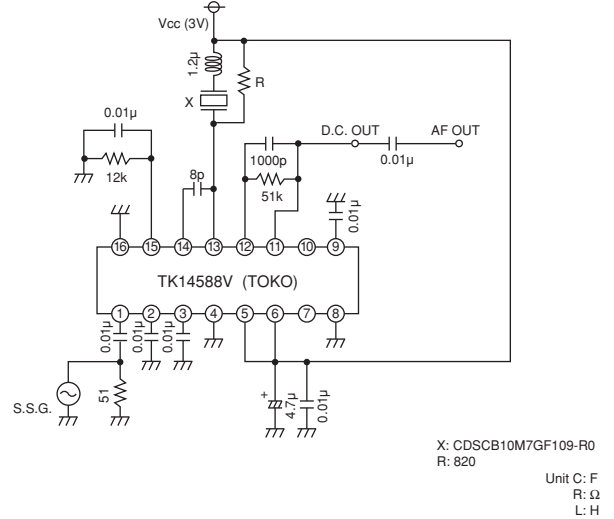 Vcc (3V)
1.2μ
R
X
0.01μ
12k
8p
1000p
51k
D.C. OUT
AF OUT
0.01μ
0.01μ
16 15 14 13 12 11 10 9
TK14588V (TOKO)
1 2 3 4 5 6 7 8
0.01μ
0.01μ
0.01μ
S.S.G.
51
+
4.7μ
0.01μ
X: CDSCB10M7GF109-R0
R: 820
Unit C: F
R: Ω
L: H